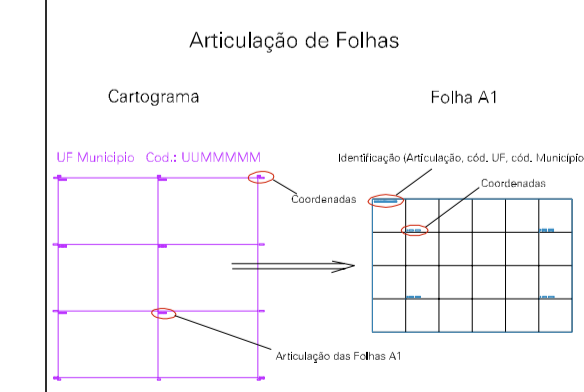 Articulação de Folhas
Cartograma
Folha A1
UF Municipio Cod.: UUMMMMM
Identificação (Articulação, cód. UF, cód. Município
Coordenadas
Coordenadas
Articulação das Folhas A1